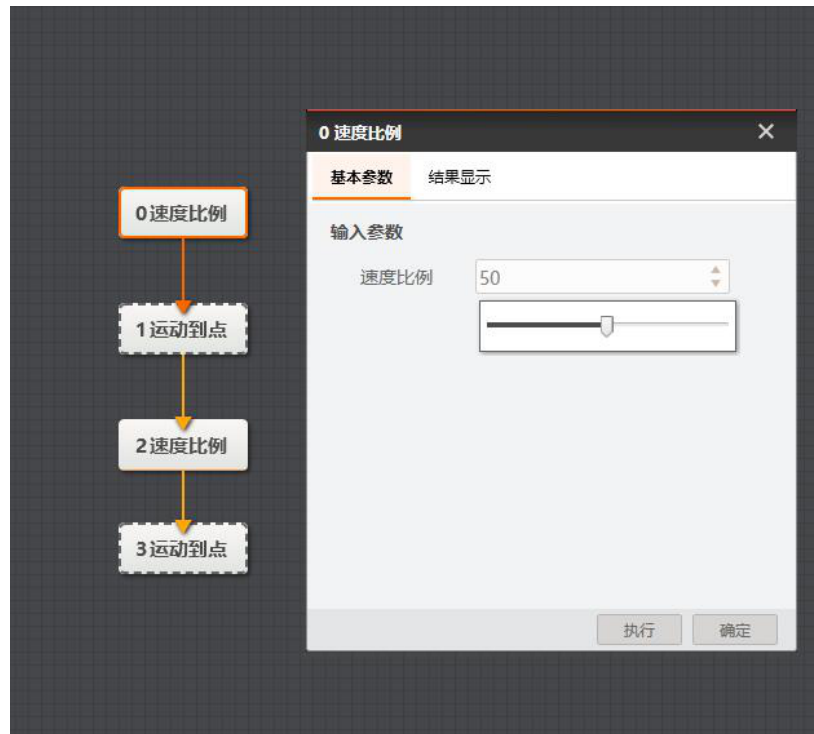 0速度比例
1运动到点
2速度比例
3运动到点
0 速度比例
基本参数 结果显示
输入参数
速度比例 50
执行 确定